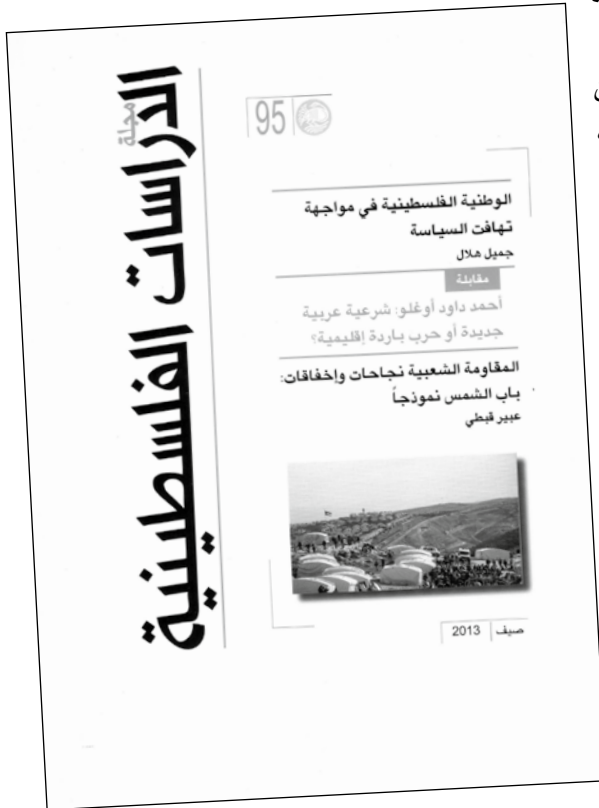 مجلة
الدراسات الفلسطينية
95
الوطنية الفلسطينية في مواجهة
تهافت السياسة
جميل هلال
مقابلة
أحمد داود أوغلو: شرعية عربية
جديدة أو حرب باردة إقليمية؟
المقاومة الشعبية نجاحات وإخفاقات:
باب الشمس نموذجاً
عبير قبطي
صيف 2013